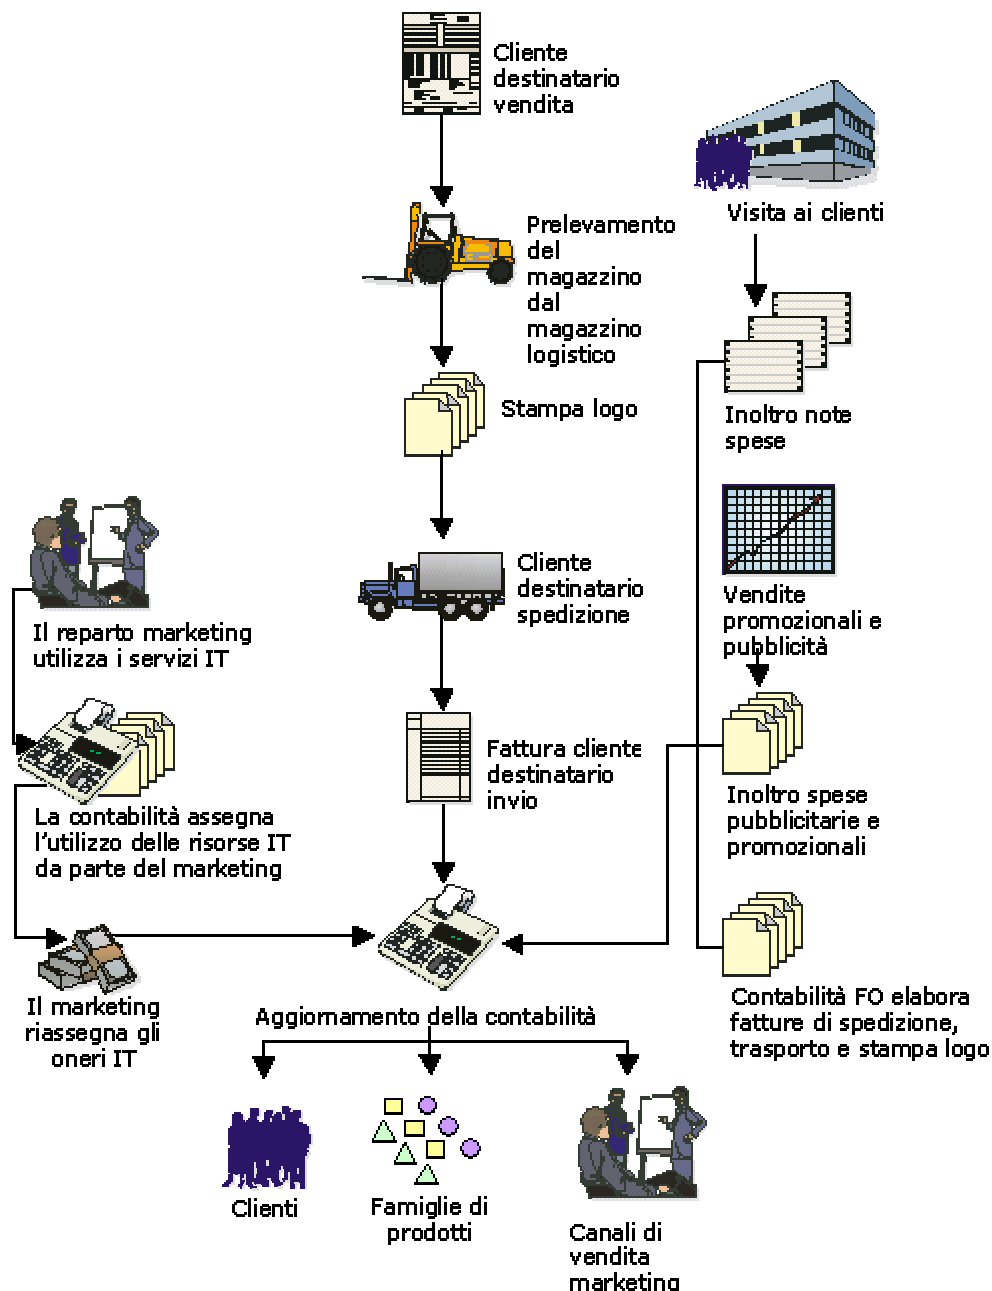 Cliente
destinatario
vendita
Visita ai clienti
Prelevamento
del
magazzino
dal
magazzino
logistico
Stampa logo
Inoltro note
spese
Cliente
destinatario
spedizione
Vendite
promozionali e
pubblicità
Il reparto marketing
utilizza i servizi IT
Fattura cliente
destinatario
invio
Inoltro spese
pubblicitarie e
promozionali
La contabilità assegna
l'utilizzo delle risorse IT
da parte del marketing
Il marketing
riassegna gli
oneri IT
Contabilità FO elabora
fatture di spedizione,
trasporto e stampa logo
Aggiornamento della contabilità
Clienti
Famiglie di
prodotti
Canali di
vendita
marketing